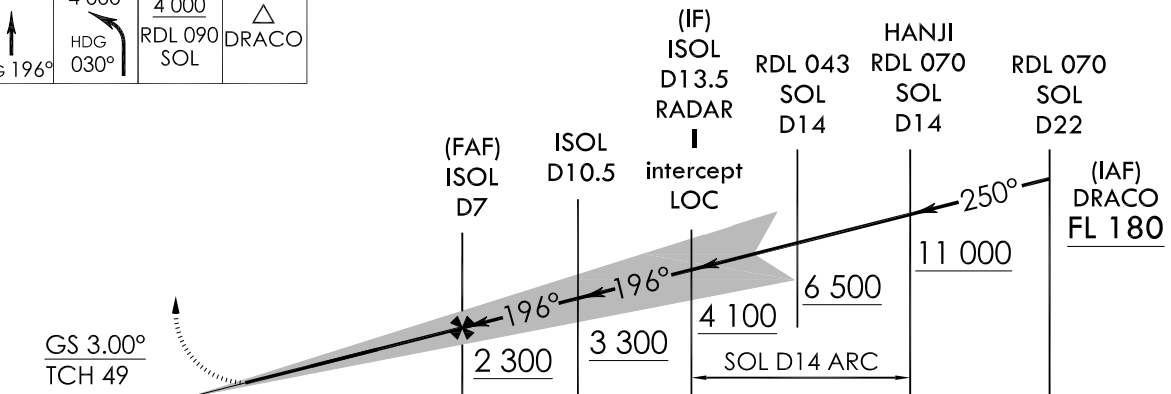 196°
HDG
030°
4 000
RDL 090
SOL
DRACO
(IF)
ISOL
D13.5
RADAR
intercept
LOC
RDL 043
SOL
D14
HANJI
RDL 070
SOL
D14
RDL 070
SOL
D22
(FAF)
ISOL
D7
ISOL
D10.5
(IAF)
DRACO
FL 180
250°
196°
196°
11 000
6 500
4 100
3 300
2 300
SOL D14 ARC
GS 3.00°
TCH 49